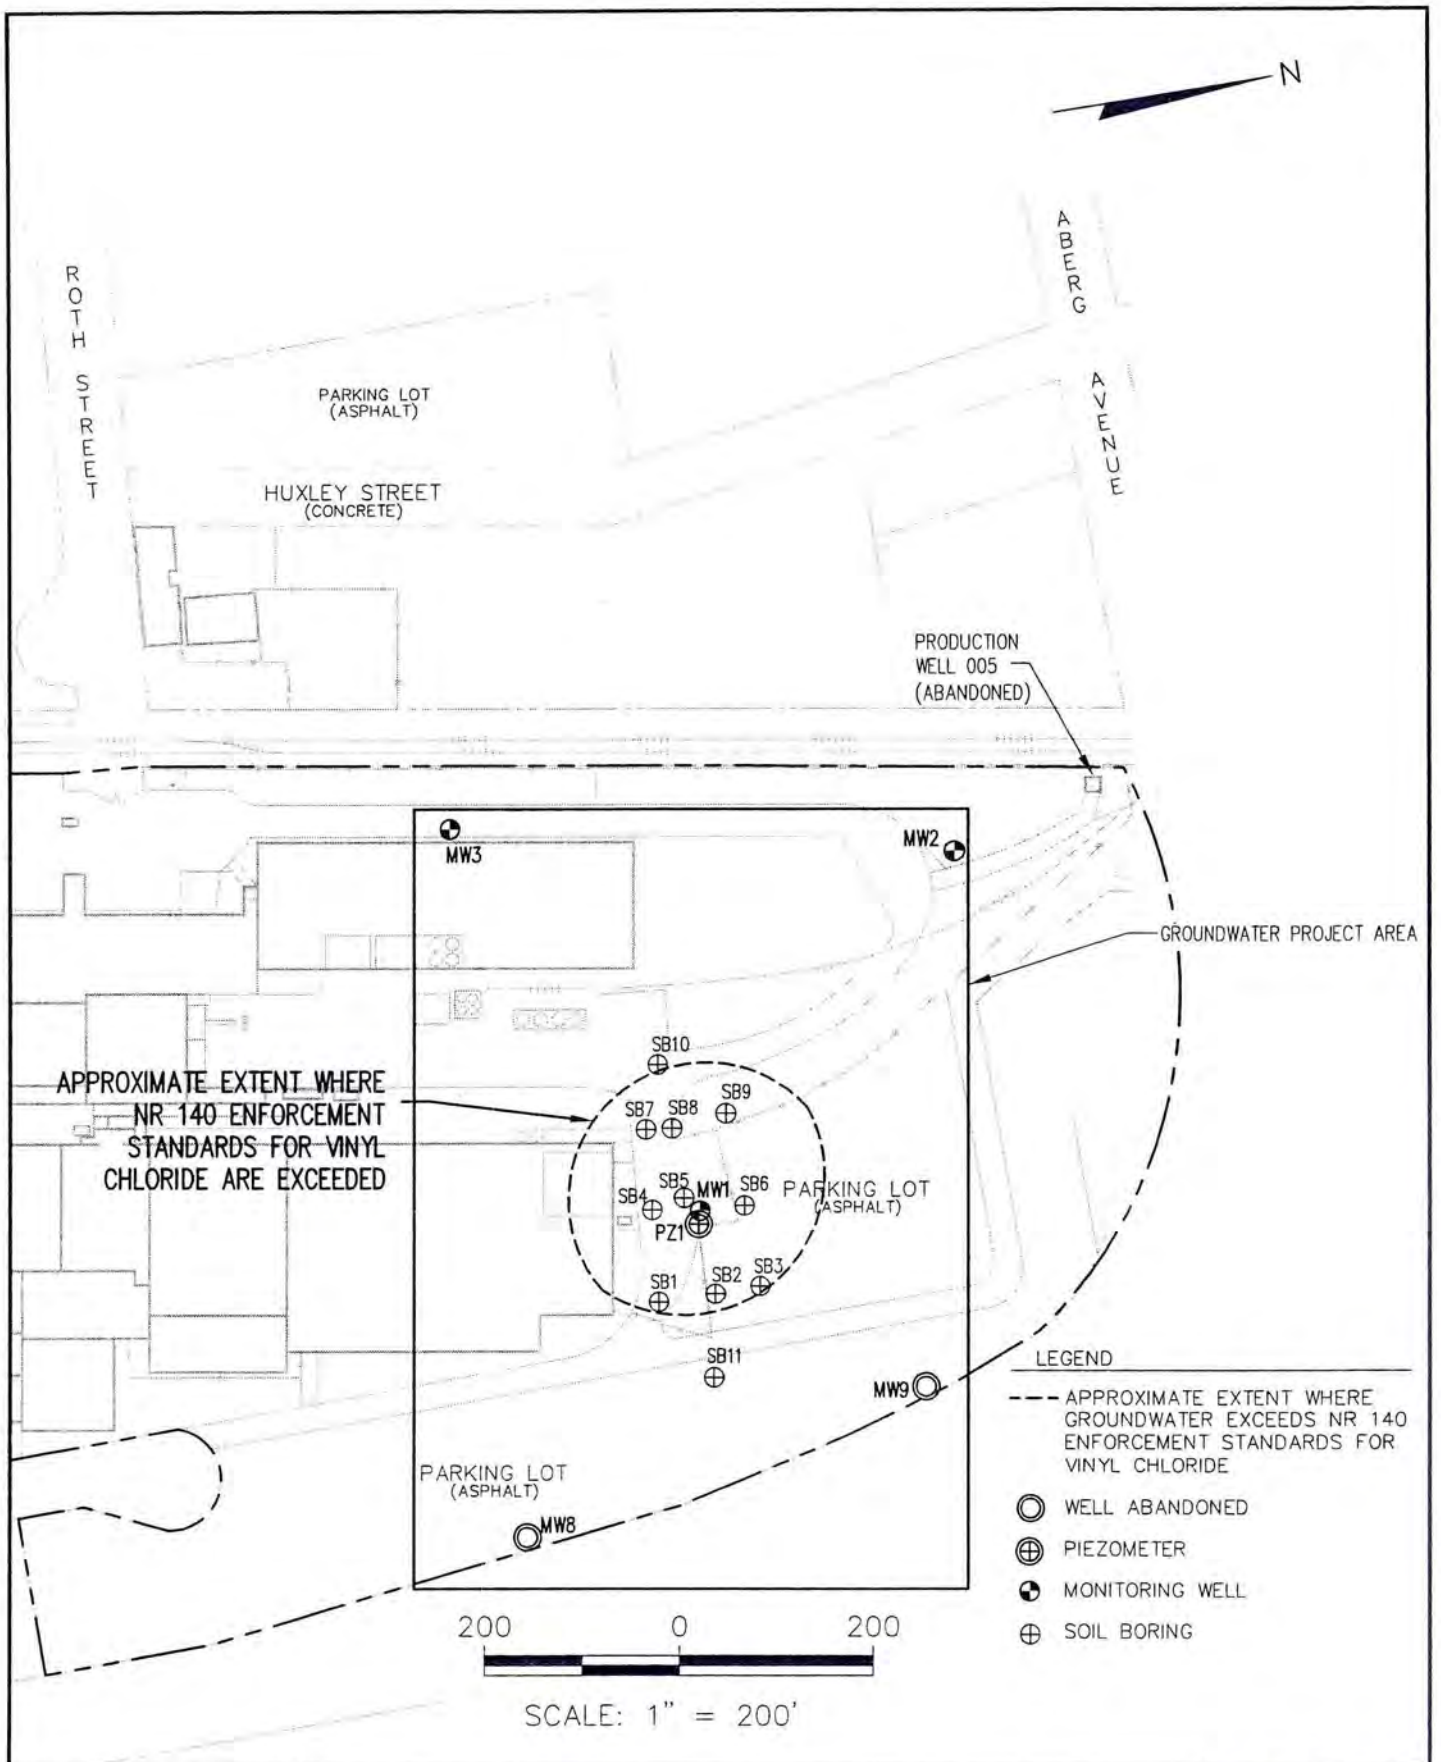 N
ABERG
AVENUE
ROTH STREET
PARKING LOT
(ASPHALT)
HUXLEY STREET
(CONCRETE)
PRODUCTION
WELL 005
(ABANDONED)
MW3
MW2
GROUNDWATER PROJECT AREA
SB10
APPROXIMATE EXTENT WHERE
NR 140 ENFORCEMENT
STANDARDS FOR VINYL
CHLORIDE ARE EXCEEDED
SB9
SB7
SB8
SB5
MW1
SB6
SB4
PARKING LOT
(ASPHALT)
PZ1
SB1
SB2
SB3
SB11
MW9
PARKING LOT
(ASPHALT)
MW8
LEGEND
APPROXIMATE EXTENT WHERE
GROUNDWATER EXCEEDS NR 140
ENFORCEMENT STANDARDS FOR
VINYL CHLORIDE
WELL ABANDONED
PIEZOMETER
MONITORING WELL
SOIL BORING
200 0 200
SCALE: 1" = 200'